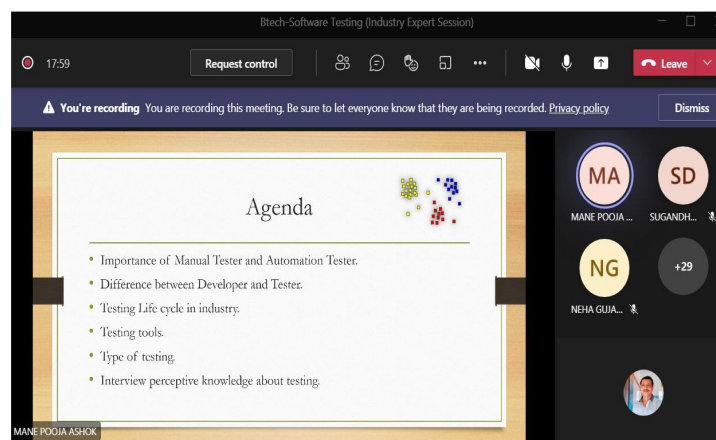 Btech-Software Testing (Industry Expert Session)
17:59
Request control
Leave
You're recording You are recording this meeting. Be sure to let everyone know that they are being recorded. Privacy policy
Dismiss
Agenda
• Importance of Manual Tester and Automation Tester.
• Difference between Developer and Tester.
• Testing Life cycle in industry.
• Testing tools.
• Type of testing.
• Interview perceptive knowledge about testing.
MA
SD
MANE POOJA ...
SUGANDH...
NG
+29
NEHA GUJA...
MANE POOJA ASHOK